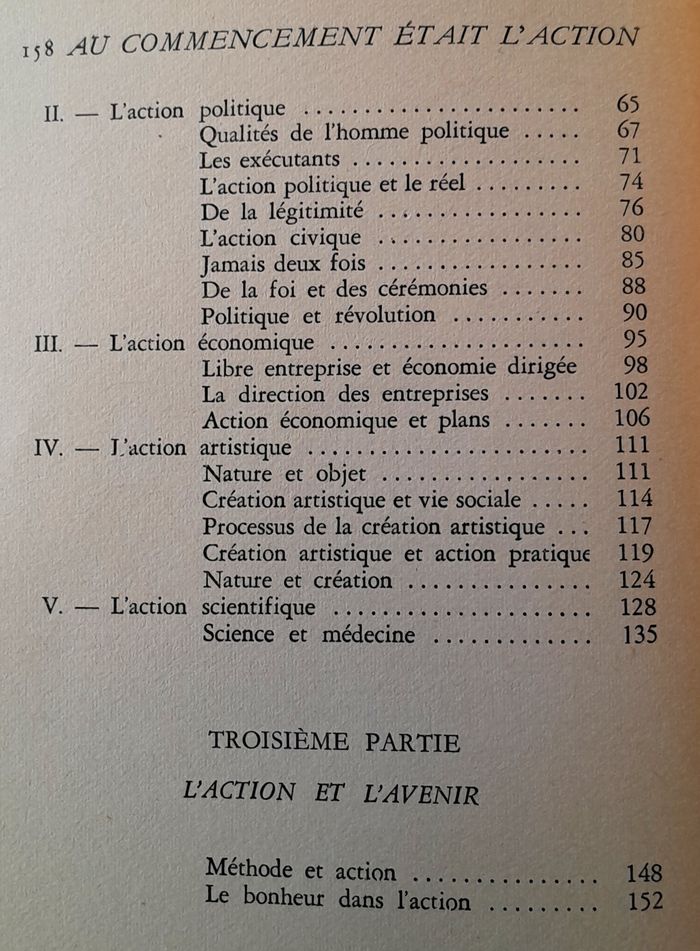 158 AU COMMENCEMENT ÉTAIT L'ACTION
II. — L'action politique ........................ 65
Qualités de l'homme politique ..... 67
Les exécutants .................... 71
L'action politique et le réel ......... 74
De la légitimité .................. 76
L'action civique .................. 80
Jamais deux fois .................. 85
De la foi et des cérémonies ....... 88
Politique et révolution ........... 90
III. — L'action économique ...................... 95
Libre entreprise et économie dirigée 98
La direction des entreprises ....... 102
Action économique et plans ....... 106
IV. — L'action artistique ........................ 111
Nature et objet .................. 111
Création artistique et vie sociale ..... 114
Processus de la création artistique ... 117
Création artistique et action pratique 119
Nature et création ................ 124
V. — L'action scientifique ...................... 128
Science et médecine ............. 135
TROISIÈME PARTIE
L'ACTION ET L'AVENIR
Méthode et action ................ 148
Le bonheur dans l'action ......... 152